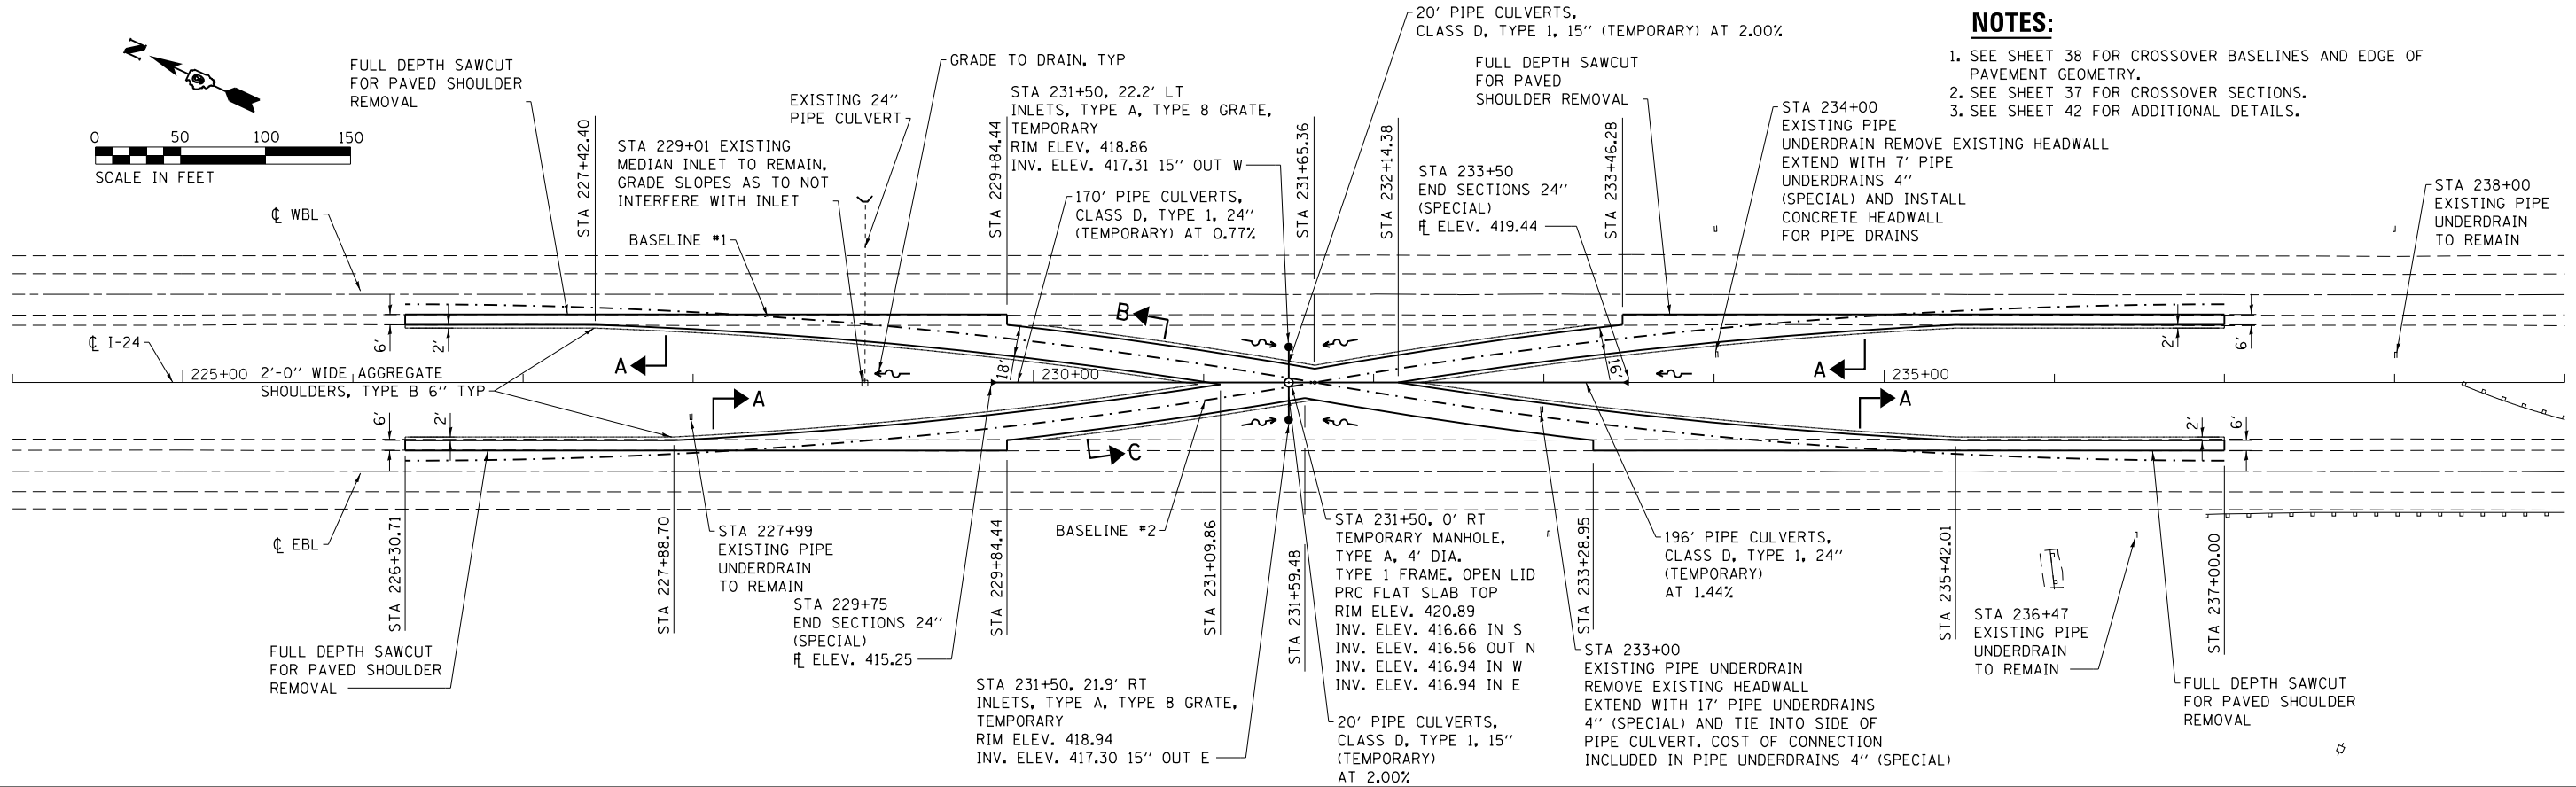 N
0 50 100 150
SCALE IN FEET
FULL DEPTH SAWCUT
FOR PAVED SHOULDER
REMOVAL
℄ WBL
℄ I-24
℄ EBL
STA 227+42.40
STA 229+01 EXISTING
MEDIAN INLET TO REMAIN,
GRADE SLOPES AS TO NOT
INTERFERE WITH INLET
BASELINE #1
EXISTING 24"
PIPE CULVERT
GRADE TO DRAIN, TYP
STA 229+84.44
STA 231+50, 22.2' LT
INLETS, TYPE A, TYPE 8 GRATE,
TEMPORARY
RIM ELEV. 418.86
INV. ELEV. 417.31 15" OUT W
170' PIPE CULVERTS,
CLASS D, TYPE 1, 24"
(TEMPORARY) AT 0.77%
STA 231+65.36
STA 232+14.38
20' PIPE CULVERTS,
CLASS D, TYPE 1, 15" (TEMPORARY) AT 2.00%
FULL DEPTH SAWCUT
FOR PAVED
SHOULDER REMOVAL
STA 233+50
END SECTIONS 24"
(SPECIAL)
FL ELEV. 419.44
STA 233+46.28
STA 234+00
EXISTING PIPE
UNDERDRAIN REMOVE EXISTING HEADWALL
EXTEND WITH 7' PIPE
UNDERDRAINS 4"
(SPECIAL) AND INSTALL
CONCRETE HEADWALL
FOR PIPE DRAINS
NOTES:
1. SEE SHEET 38 FOR CROSSOVER BASELINES AND EDGE OF
PAVEMENT GEOMETRY.
2. SEE SHEET 37 FOR CROSSOVER SECTIONS.
3. SEE SHEET 42 FOR ADDITIONAL DETAILS.
STA 238+00
EXISTING PIPE
UNDERDRAIN
TO REMAIN
6'
2'
A
B
18'
16'
A
2'
6'
225+00
230+00
235+00
2'-0" WIDE AGGREGATE
SHOULDERS, TYPE B 6" TYP
6'
2'
A
C
A
2'
6'
STA 226+30.71
FULL DEPTH SAWCUT
FOR PAVED SHOULDER
REMOVAL
STA 227+88.70
STA 227+99
EXISTING PIPE
UNDERDRAIN
TO REMAIN
STA 229+75
END SECTIONS 24"
(SPECIAL)
FL ELEV. 415.25
STA 229+84.44
BASELINE #2
STA 231+09.86
STA 231+59.48
STA 231+50, 21.9' RT
INLETS, TYPE A, TYPE 8 GRATE,
TEMPORARY
RIM ELEV. 418.94
INV. ELEV. 417.30 15" OUT E
STA 231+50, 0' RT
TEMPORARY MANHOLE,
TYPE A, 4' DIA.
TYPE 1 FRAME, OPEN LID
PRC FLAT SLAB TOP
RIM ELEV. 420.89
INV. ELEV. 416.66 IN S
INV. ELEV. 416.56 OUT N
INV. ELEV. 416.94 IN W
INV. ELEV. 416.94 IN E
20' PIPE CULVERTS,
CLASS D, TYPE 1, 15"
(TEMPORARY)
AT 2.00%
STA 233+28.95
196' PIPE CULVERTS,
CLASS D, TYPE 1, 24"
(TEMPORARY)
AT 1.44%
STA 233+00
EXISTING PIPE UNDERDRAIN
REMOVE EXISTING HEADWALL
EXTEND WITH 17' PIPE UNDERDRAINS
4" (SPECIAL) AND TIE INTO SIDE OF
PIPE CULVERT. COST OF CONNECTION
INCLUDED IN PIPE UNDERDRAINS 4" (SPECIAL)
STA 235+42.01
STA 236+47
EXISTING PIPE
UNDERDRAIN
TO REMAIN
STA 237+00.00
FULL DEPTH SAWCUT
FOR PAVED SHOULDER
REMOVAL